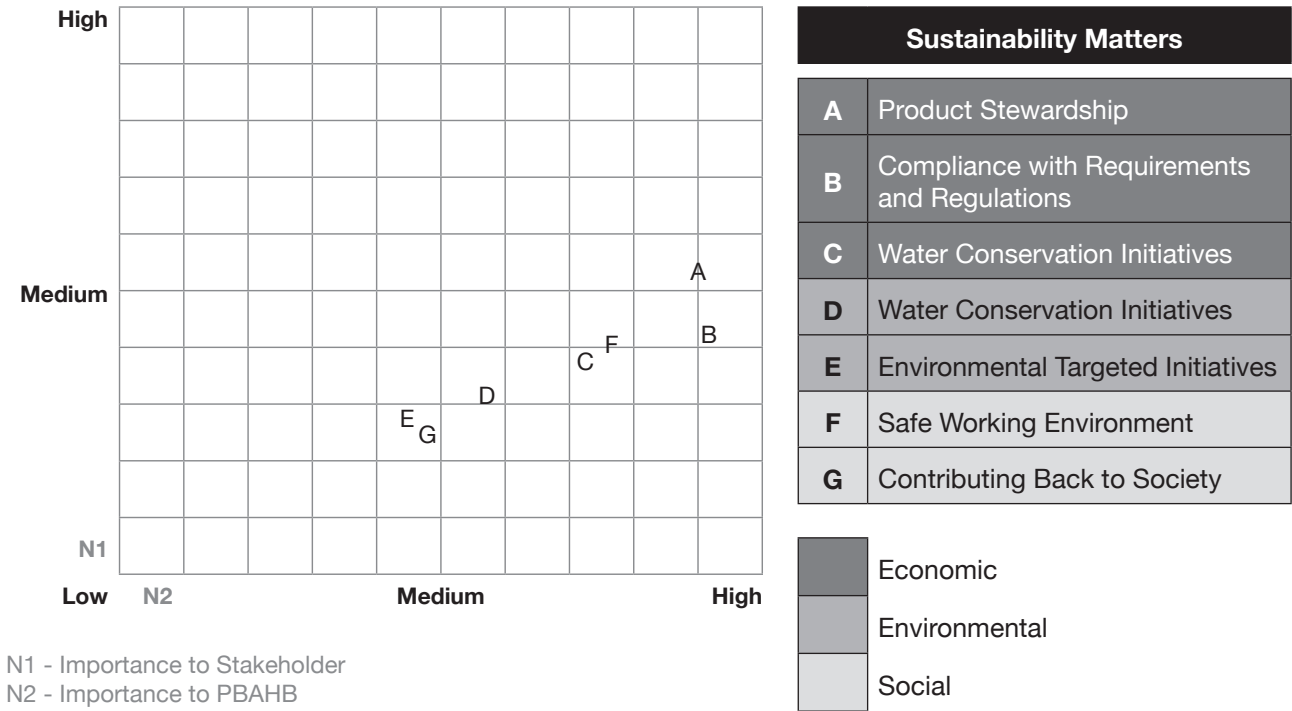 High
Medium
A
B
F
C
D
E
G
N1
Low N2 Medium High
N1 - Importance to Stakeholder
N2 - Importance to PBAHB
Sustainability Matters
A Product Stewardship
B Compliance with Requirements
and Regulations
C Water Conservation Initiatives
D Water Conservation Initiatives
E Environmental Targeted Initiatives
F Safe Working Environment
G Contributing Back to Society
Economic
Environmental
Social